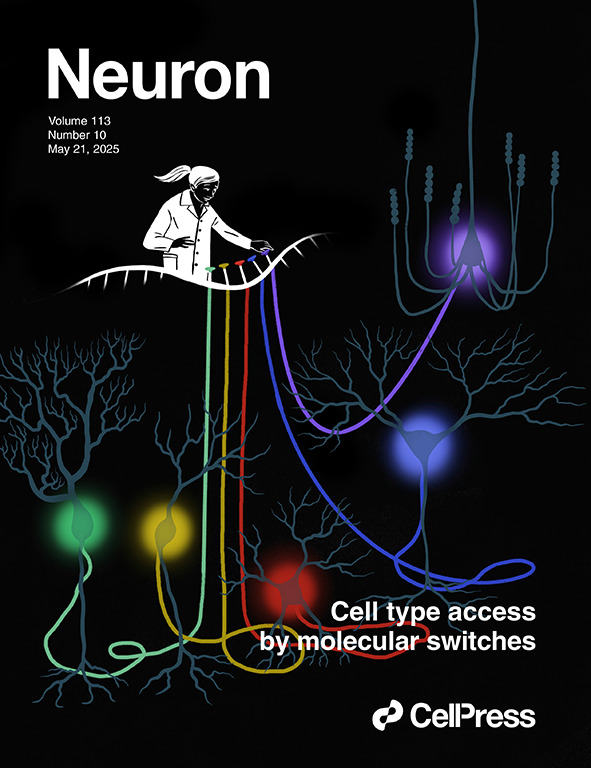 Neuron
Volume 113
Number 10
May 21, 2025
Cell type access
by molecular switches
CellPress